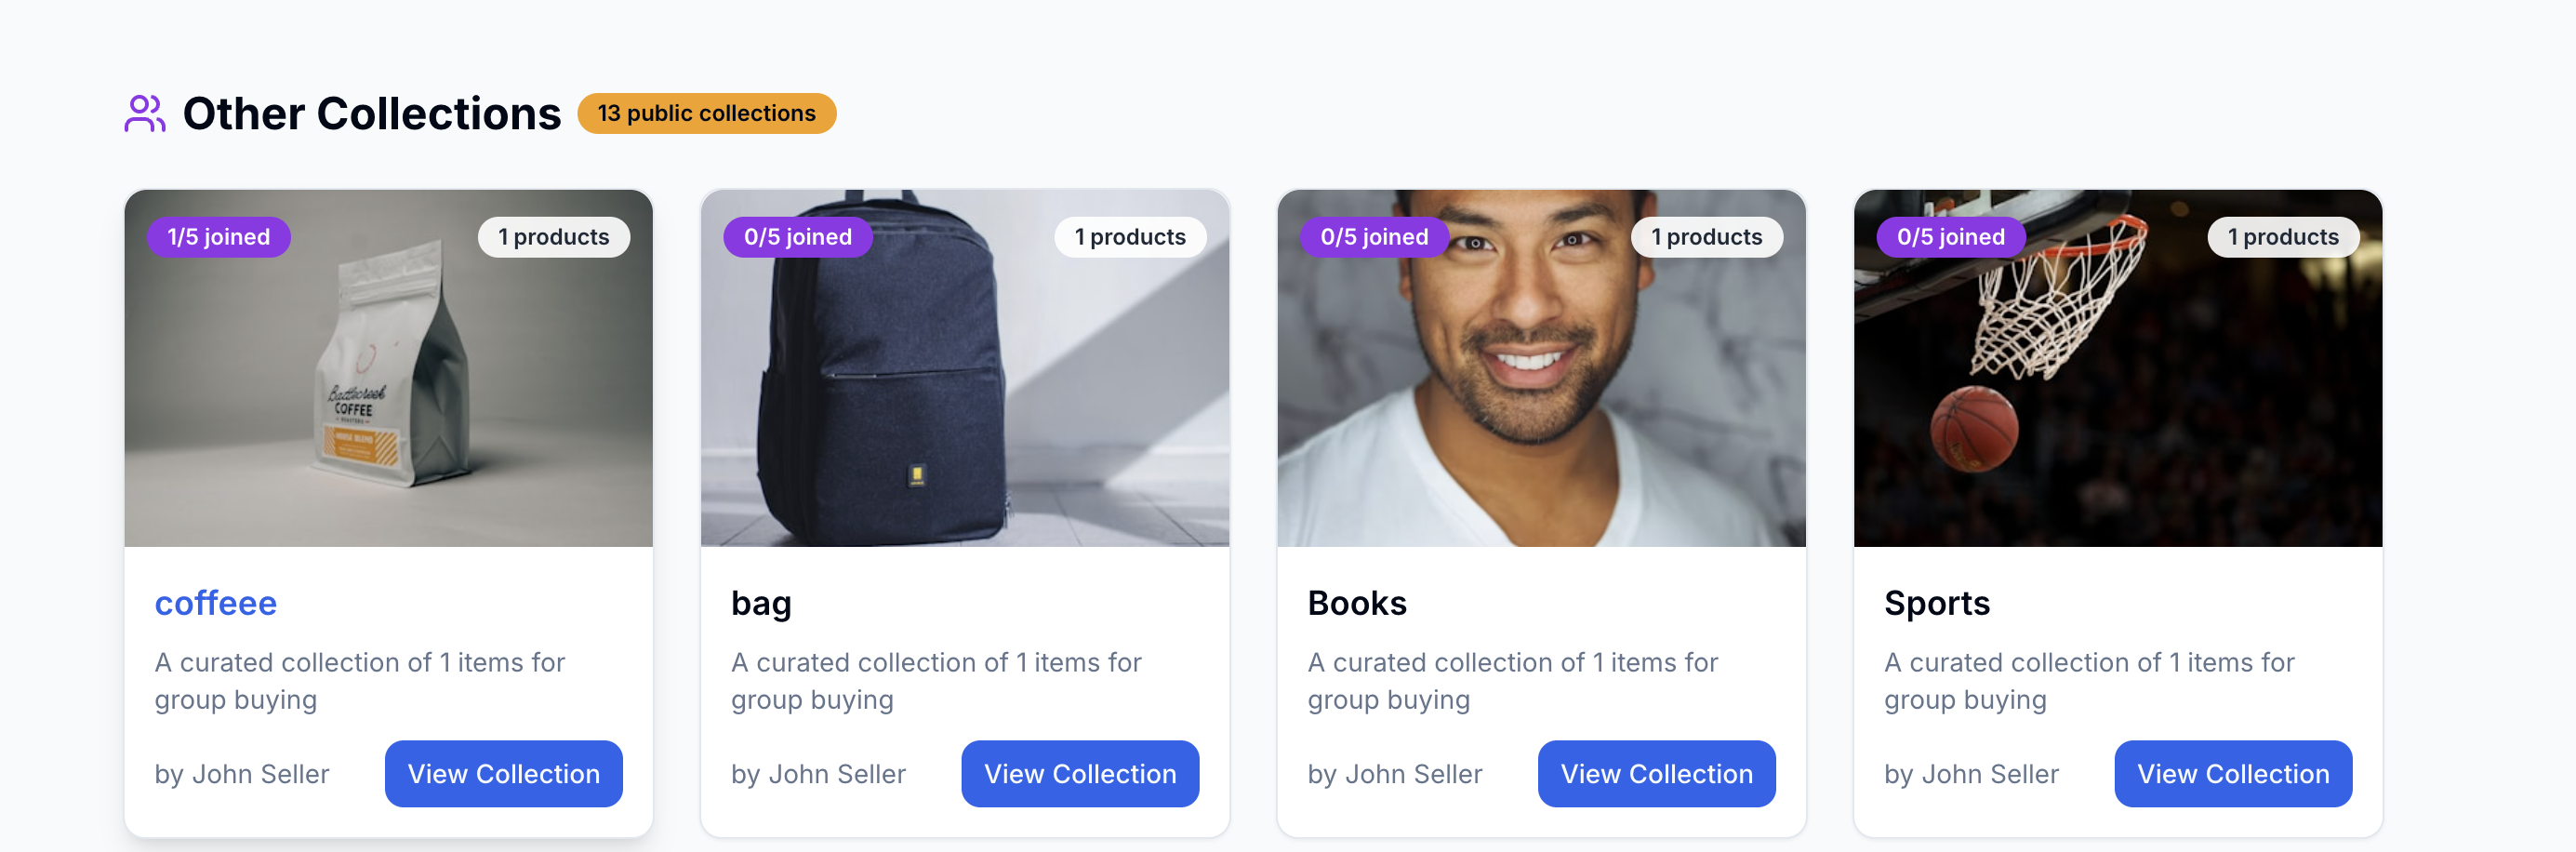 Other Collections 13 public collections
1/5 joined 1 products
Battlecreek
COFFEE
ROASTERS
HOUSE BLEND
coffeee
A curated collection of 1 items for
group buying
by John Seller View Collection
0/5 joined 1 products
bag
A curated collection of 1 items for
group buying
by John Seller View Collection
0/5 joined 1 products
Books
A curated collection of 1 items for
group buying
by John Seller View Collection
0/5 joined 1 products
Sports
A curated collection of 1 items for
group buying
by John Seller View Collection